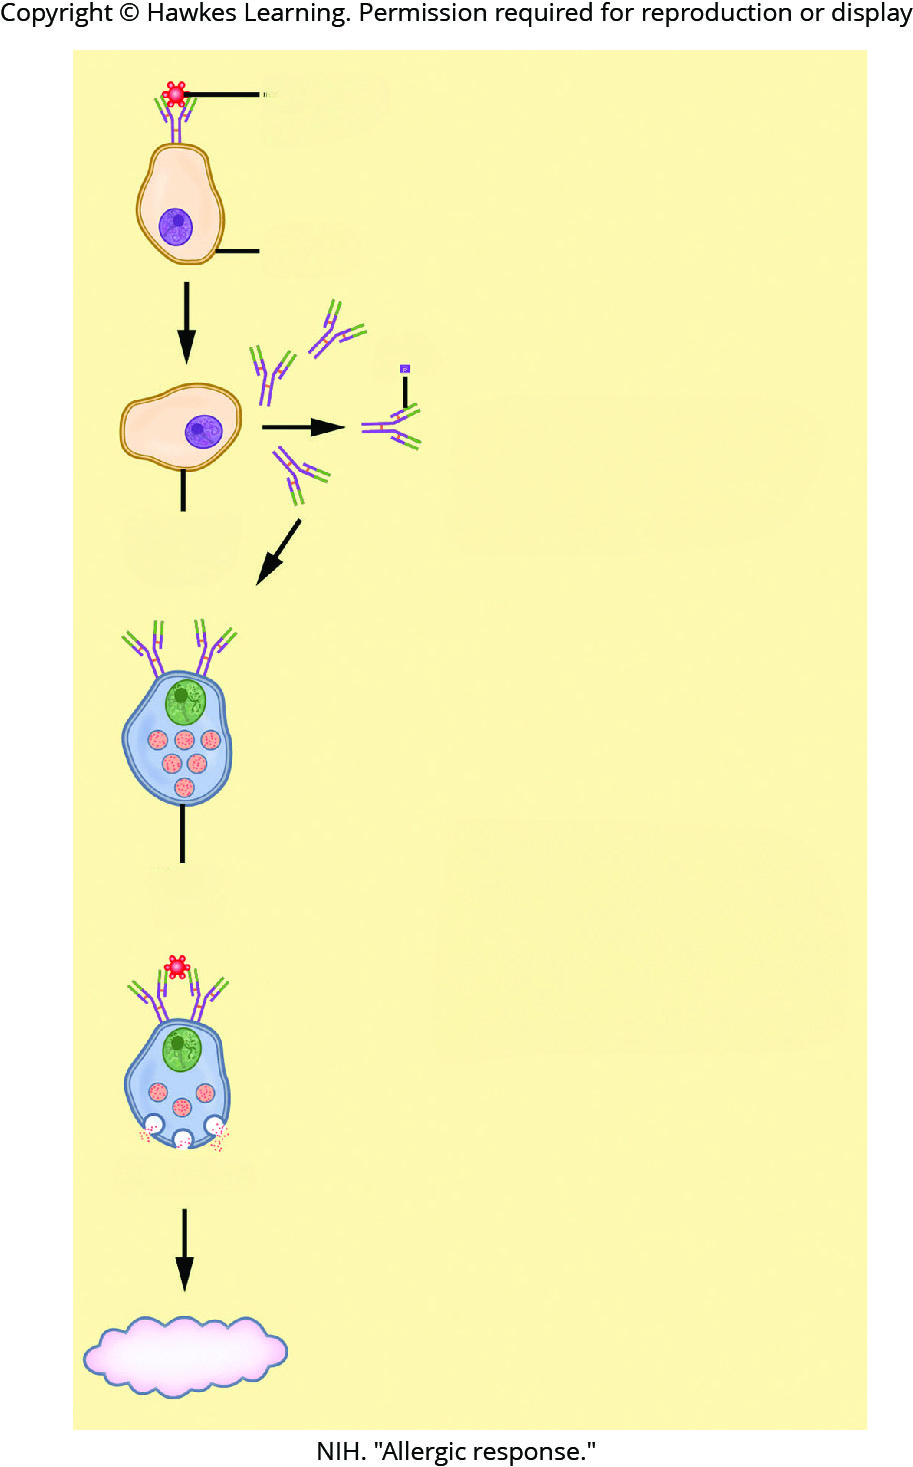 Copyright © Hawkes Learning. Permission required for reproduction or display
NIH. "Allergic response."